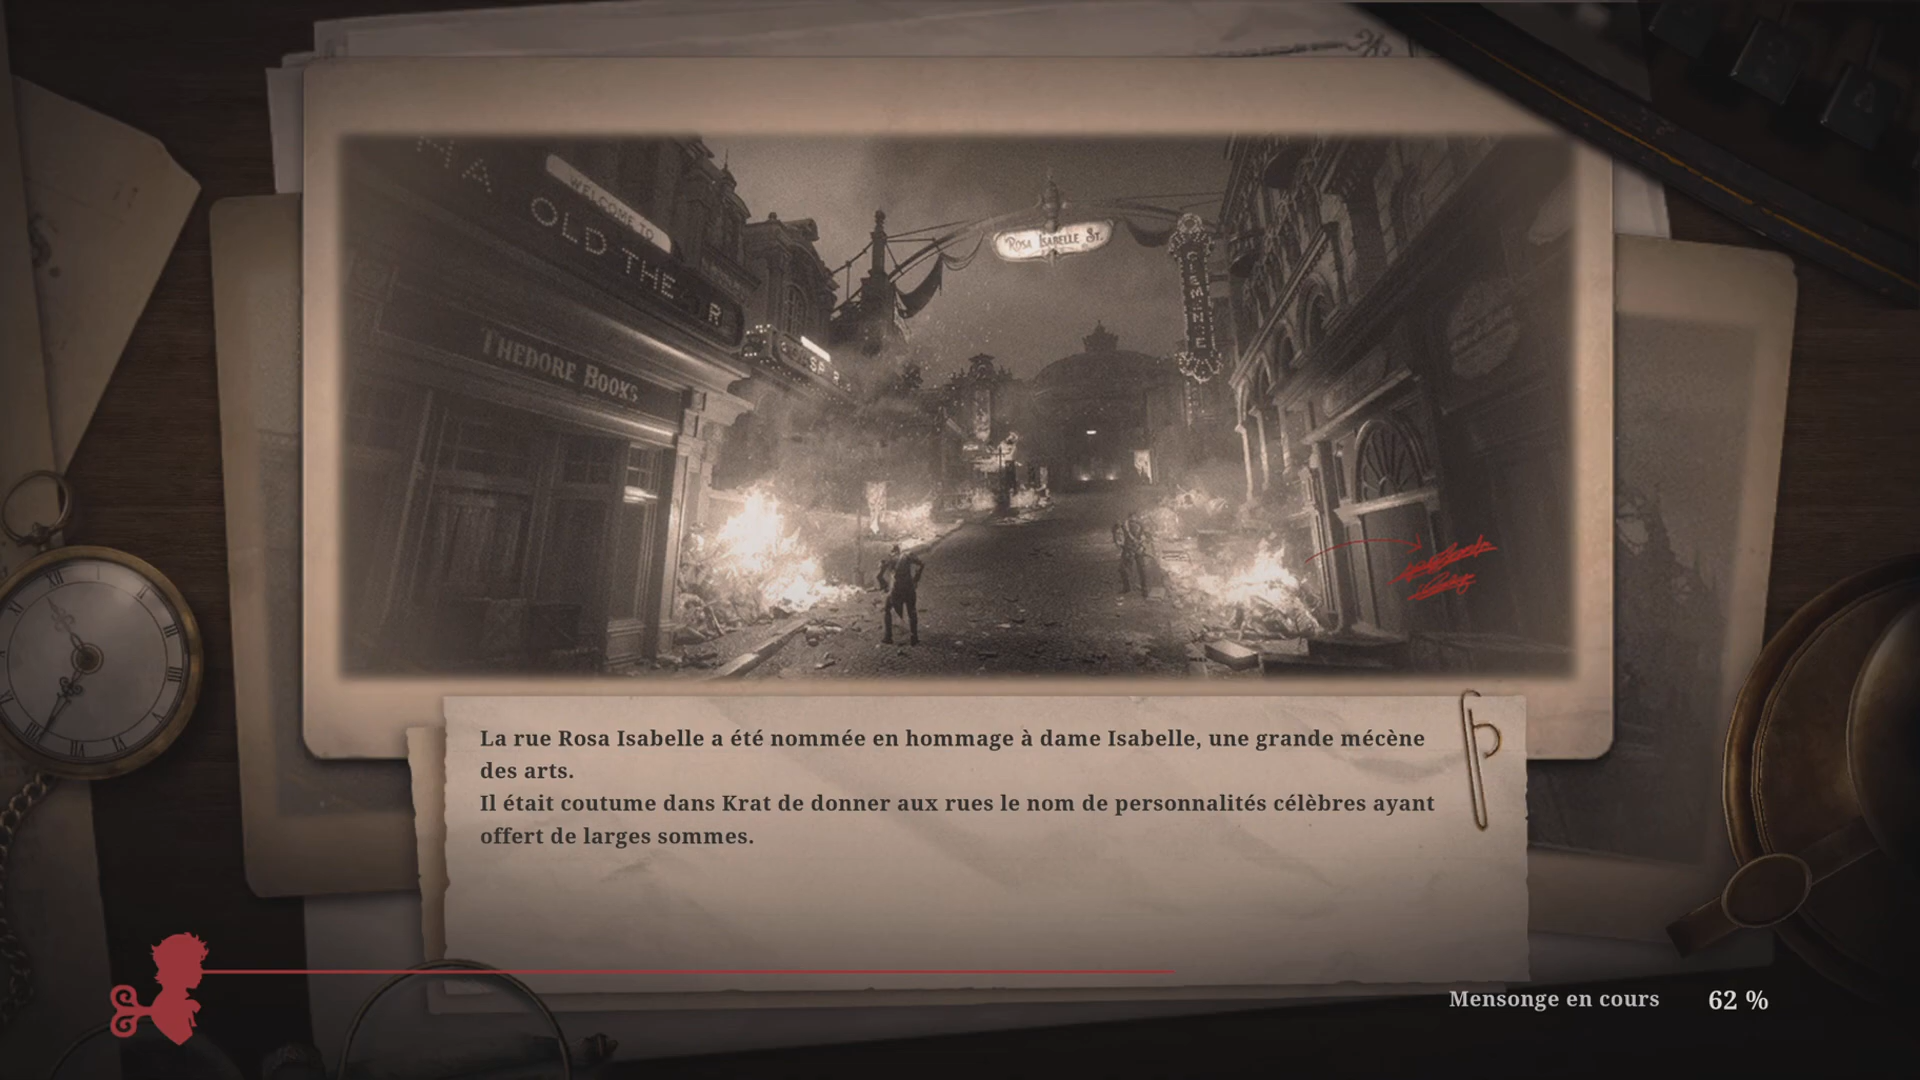 WELCOME TO
OLD THE R
THEDORE BOOKS
ROSA ISABELLE ST.
La rue Rosa Isabelle a été nommée en hommage à dame Isabelle, une grande mécène
des arts.
Il était coutume dans Krat de donner aux rues le nom de personnalités célèbres ayant
offert de larges sommes.
Mensonge en cours 62 %